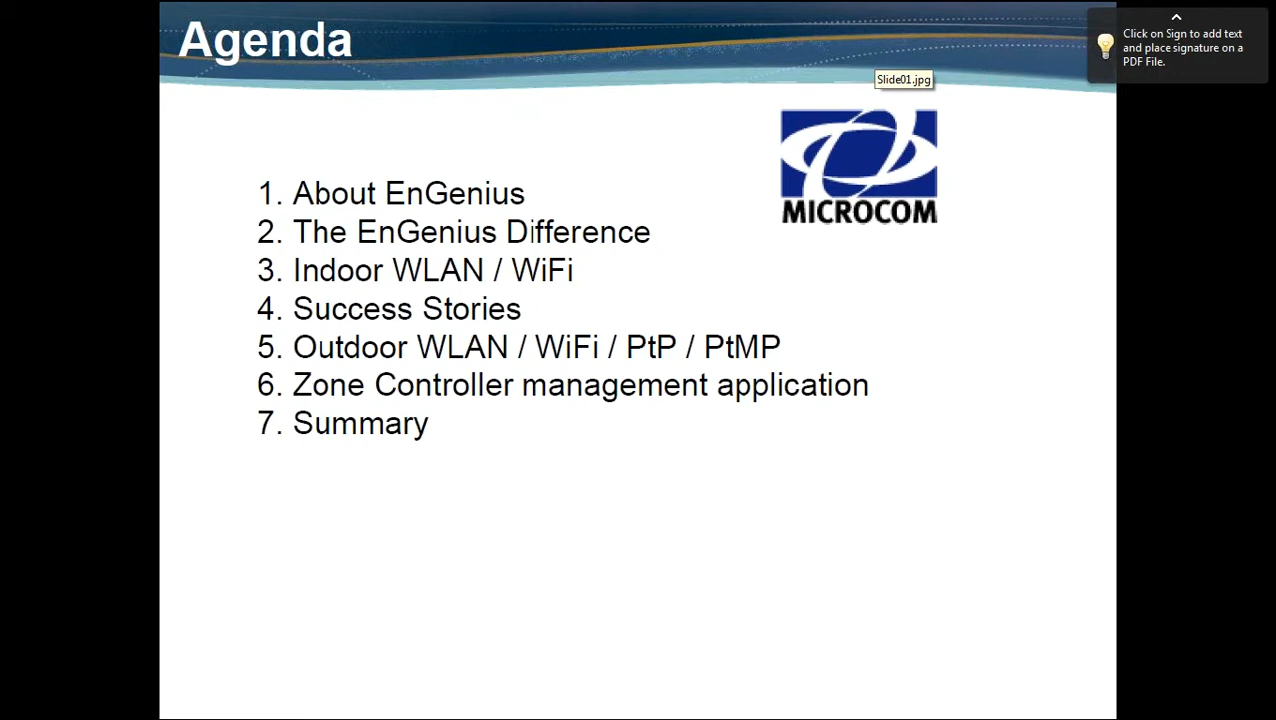 Agenda
Click on Sign to add text
and place signature on a
PDF File.
Slide01.jpg
MICROCOM
1. About EnGenius
2. The EnGenius Difference
3. Indoor WLAN / WiFi
4. Success Stories
5. Outdoor WLAN / WiFi / PtP / PtMP
6. Zone Controller management application
7. Summary